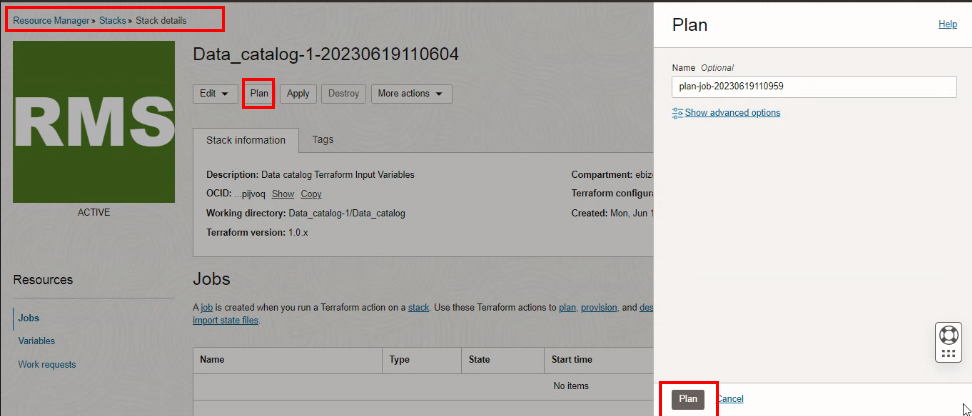 Resource Manager » Stacks » Stack details
RMS
ACTIVE
Data_catalog-1-20230619110604
Edit Plan Apply Destroy More actions
Stack information Tags
Description: Data catalog Terraform Input Variables
OCID: ...pijvoq Show Copy
Working directory: Data_catalog-1/Data_catalog
Terraform version: 1.0.x
Compartment: ebiz
Terraform configura
Created: Mon, Jun 1
Resources
Jobs
Variables
Work requests
Jobs
A job is created when you run a Terraform action on a stack. Use these Terraform actions to plan, provision, and des
import state files.
Name Type State Start time
No items
Plan
Help
Name Optional
plan-job-20230619110959
Show advanced options
Plan Cancel